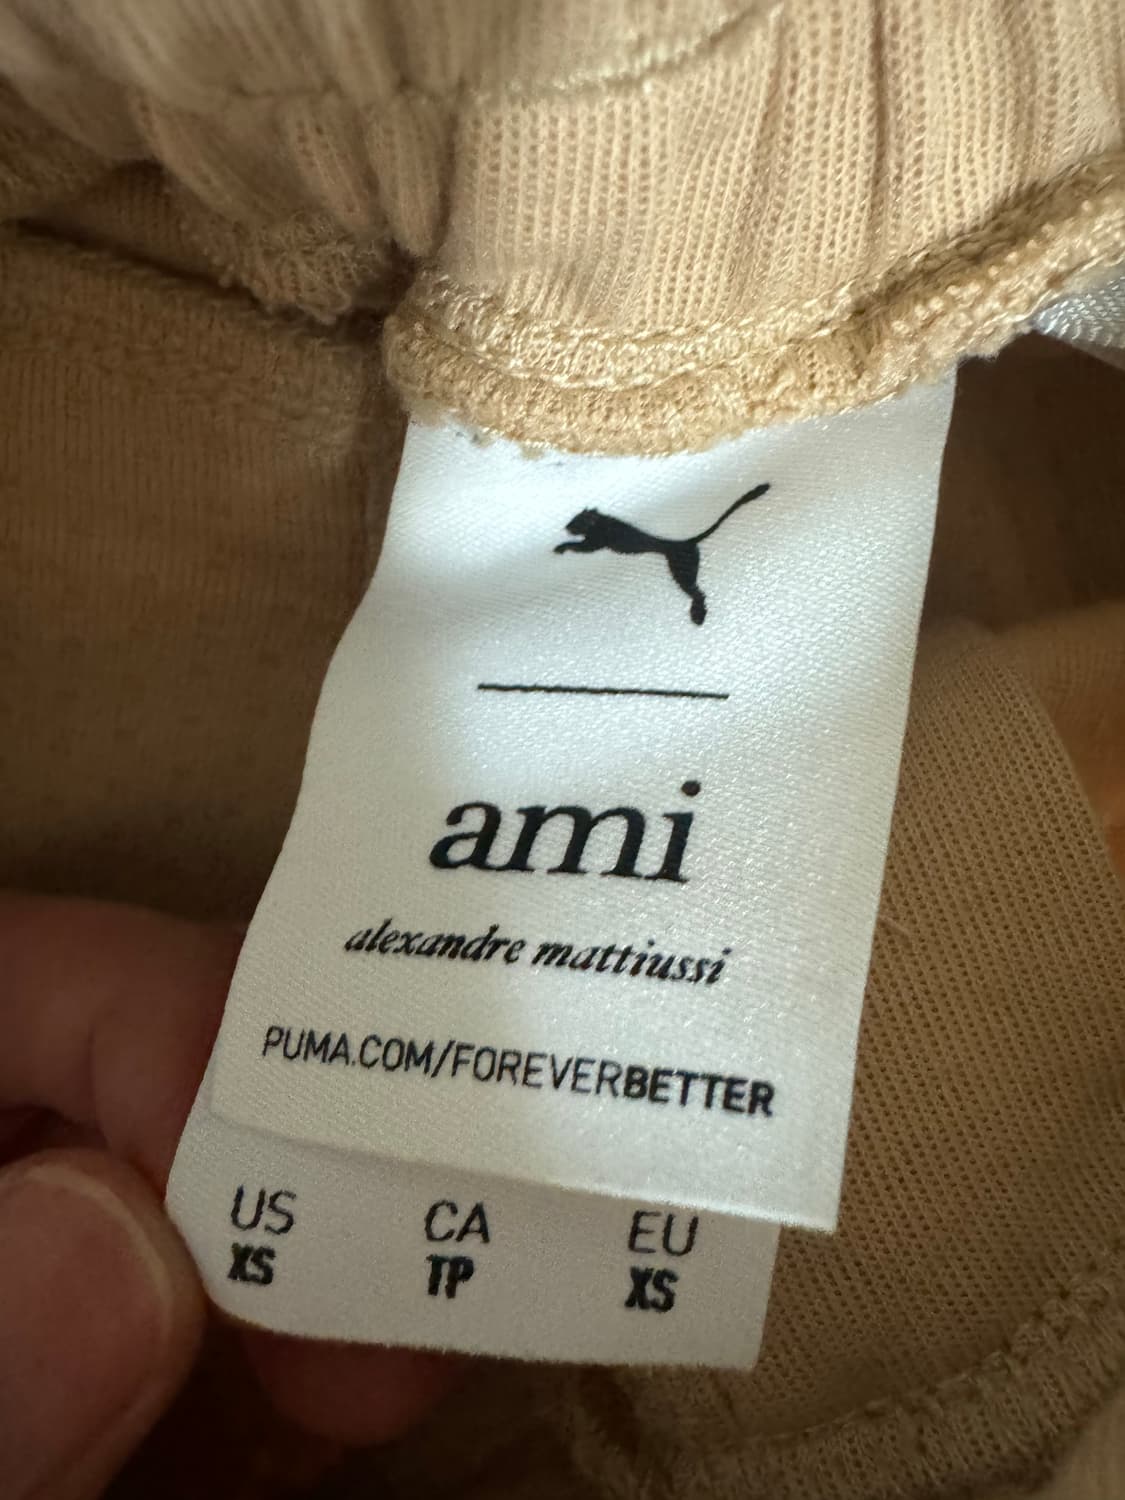 ami
alexandre mattiussi
PUMA.COM/FOREVERBETTER
US CA EU
XS TP XS